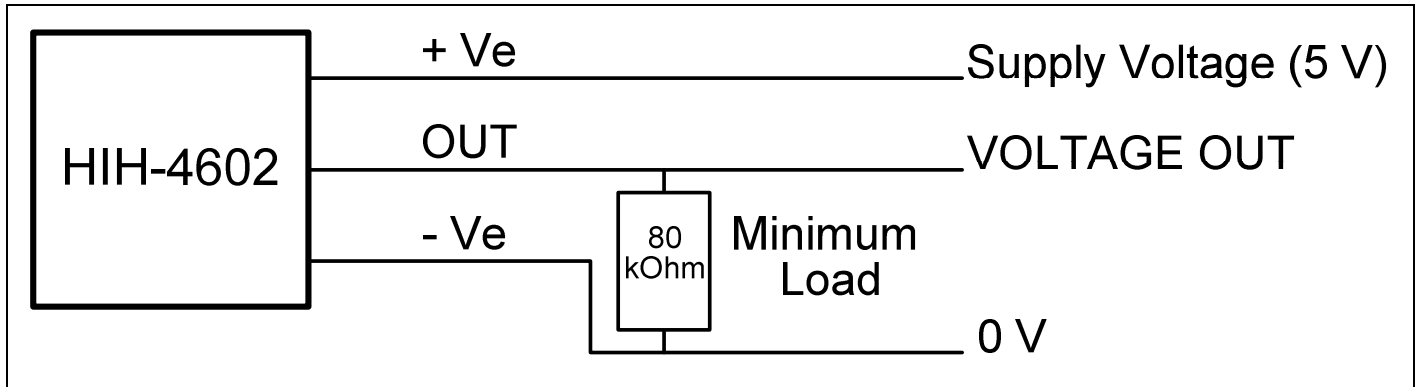 + Ve
Supply Voltage (5 V)
HIH-4602
OUT
VOLTAGE OUT
- Ve
80
kOhm
Minimum
Load
0 V